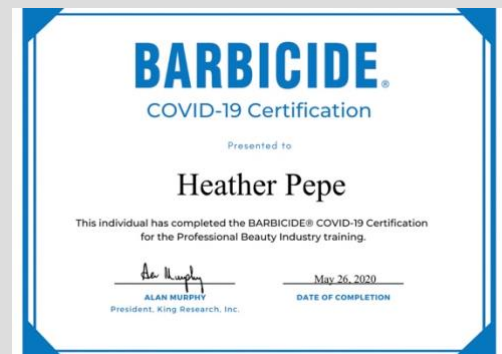 BARBICIDE®
COVID-19 Certification
Presented to
Heather Pepe
This individual has completed the BARBICIDE® COVID-19 Certification
for the Professional Beauty Industry training.
May 26, 2020
ALAN MURPHY
DATE OF COMPLETION
President, King Research, Inc.